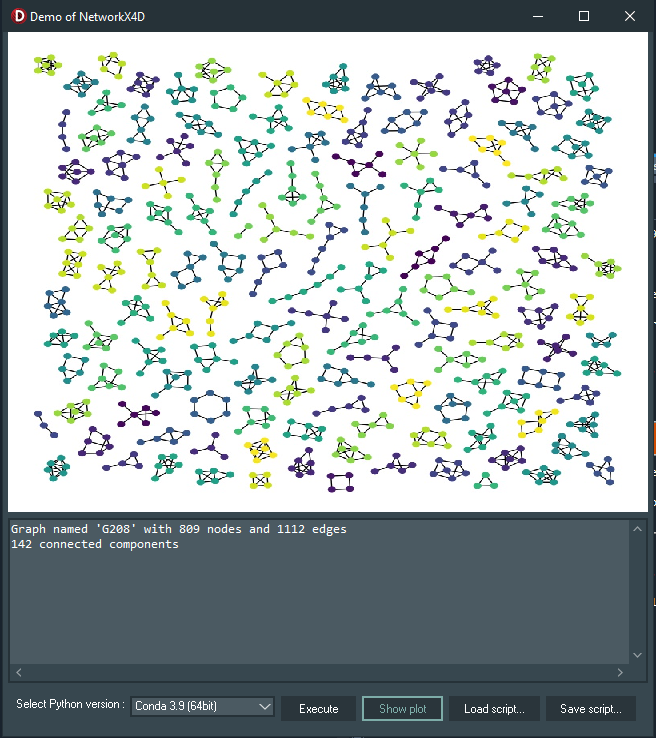 Demo of NetworkX4D
Graph named 'G208' with 809 nodes and 1112 edges
142 connected components
Select Python version :
Conda 3.9 (64bit)
Execute
Show plot
Load script...
Save script...